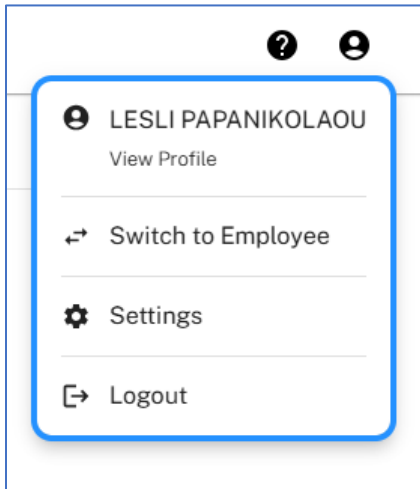 LESLI PAPANIKOLAOU
View Profile
Switch to Employee
Settings
Logout